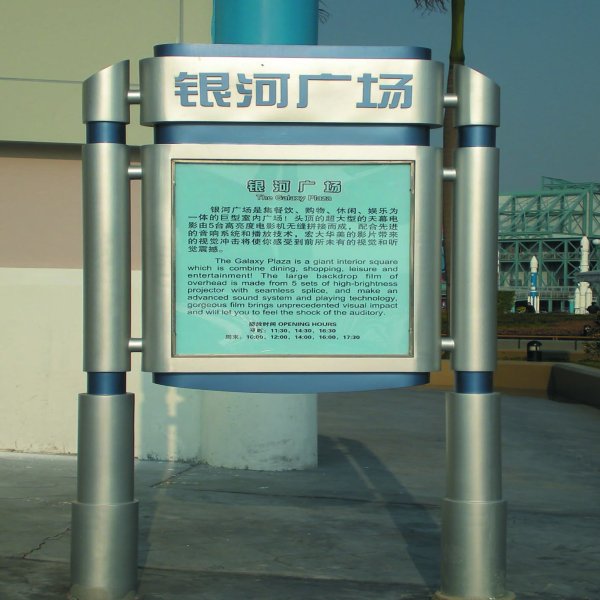 银河广场
银河广场
The Galaxy Plaza
银河广场是集餐饮、购物、休闲、娱乐为
一体的巨型室内广场！头顶的超大型的天幕电
影由5台高亮度电影机无缝拼接而成，配合先进
的音响系统和播放技术，宏大华美的影片带来
的视觉冲击将使你感受到前所未有的视觉和听
觉震撼。
The Galaxy Plaza is a giant interior square
which is combine dining, shopping, leisure and
entertainment! The large backdrop film of
overhead is made from 5 sets of high-brightness
projector with seamless splice, and make an
advanced sound system and playing technology,
gorgeous film brings unprecedented visual impact
and will let you to feel the shock of the auditory.
播放时间 OPENING HOURS
平时：11:30，14:30，16:30
周末：10:00，12:00，14:00，16:00，17:30